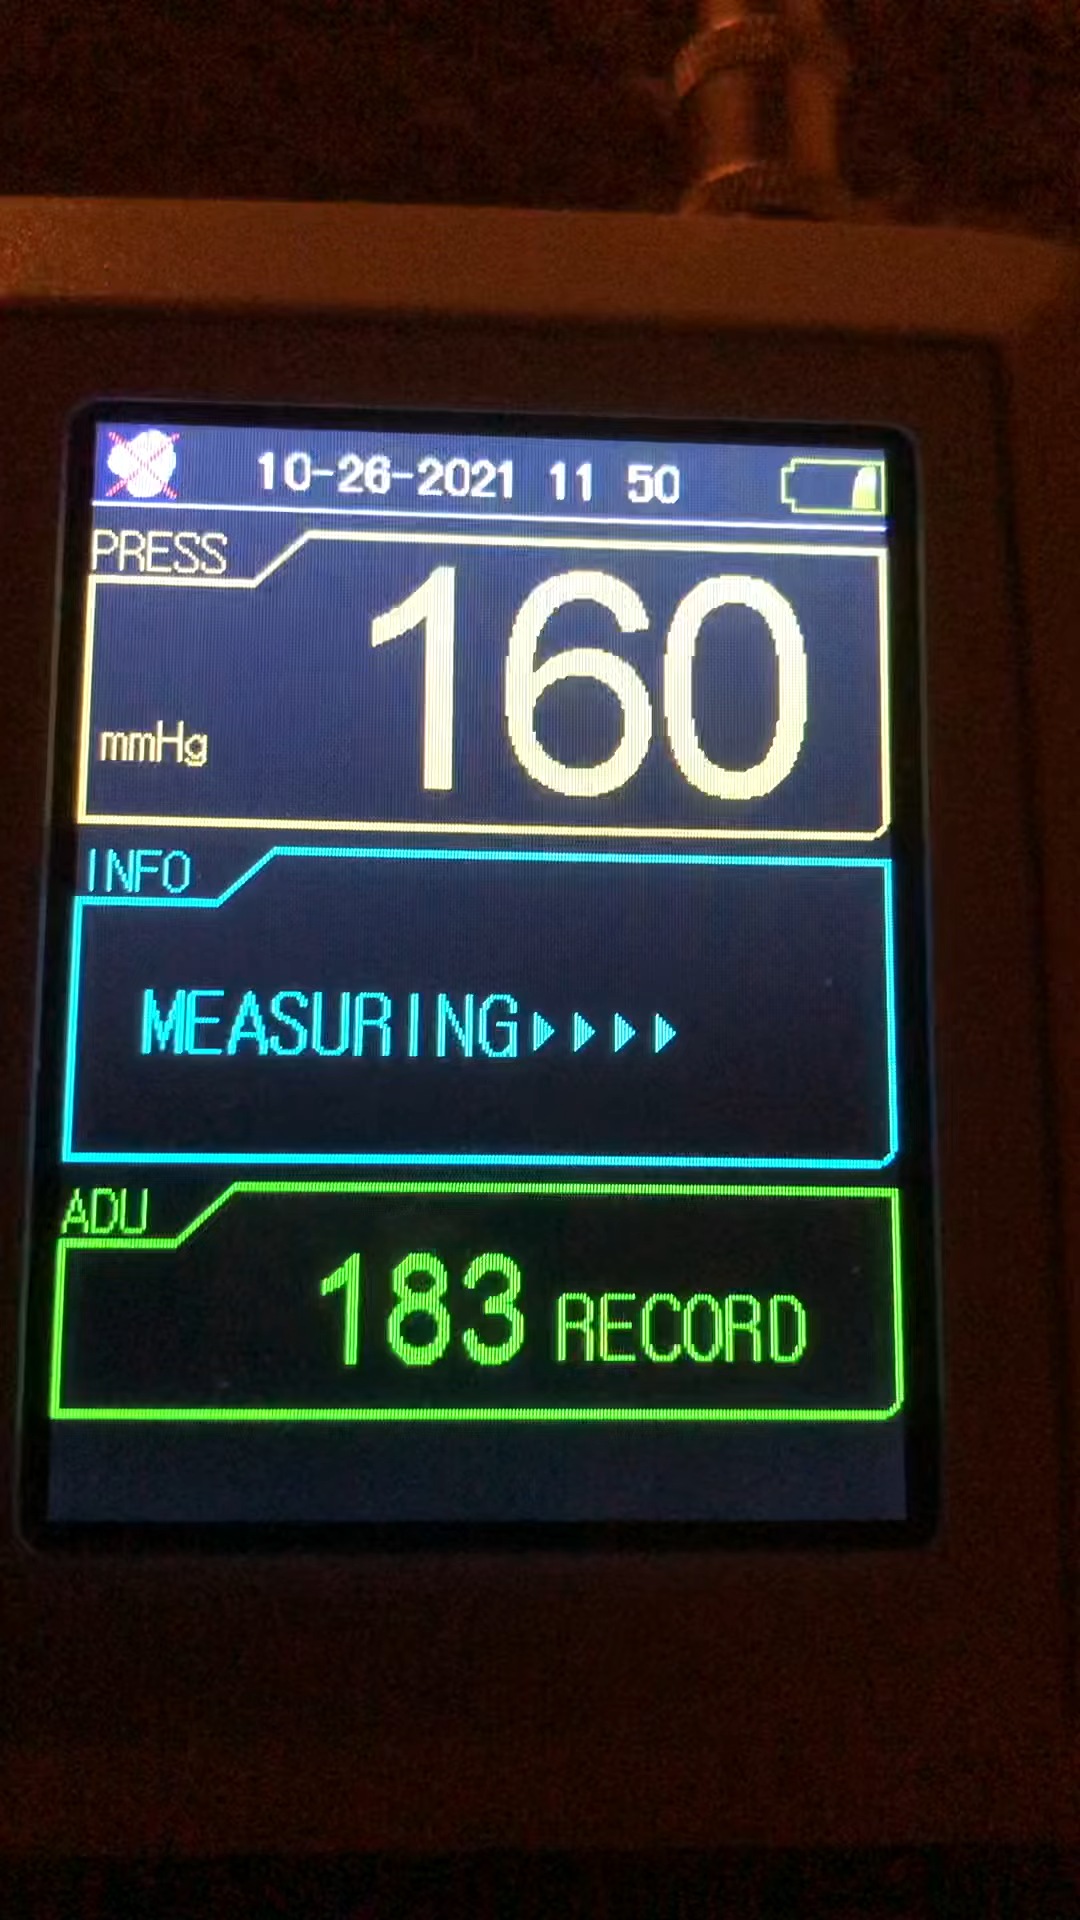 10-26-2021 11 50
PRESS
160
mmHg
INFO
MEASURING
ADU
183 RECORD